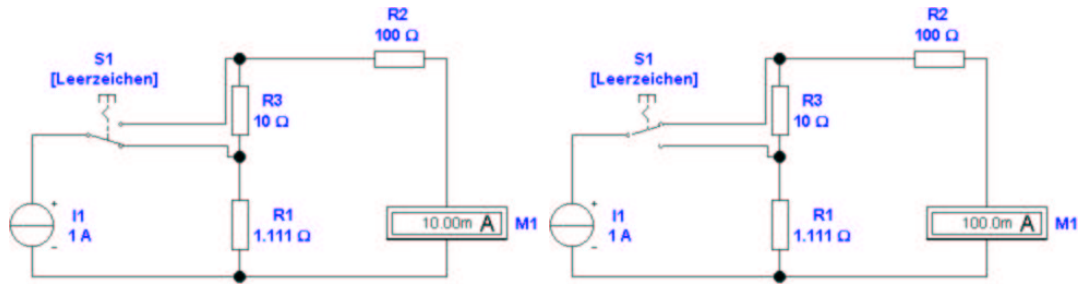 R2
100 Ω
S1
[Leerzeichen]
R3
10 Ω
I1
1 A
+
−
R1
1.111 Ω
10.00m A
M1
R2
100 Ω
S1
[Leerzeichen]
R3
10 Ω
I1
1 A
+
−
R1
1.111 Ω
100.0m A
M1